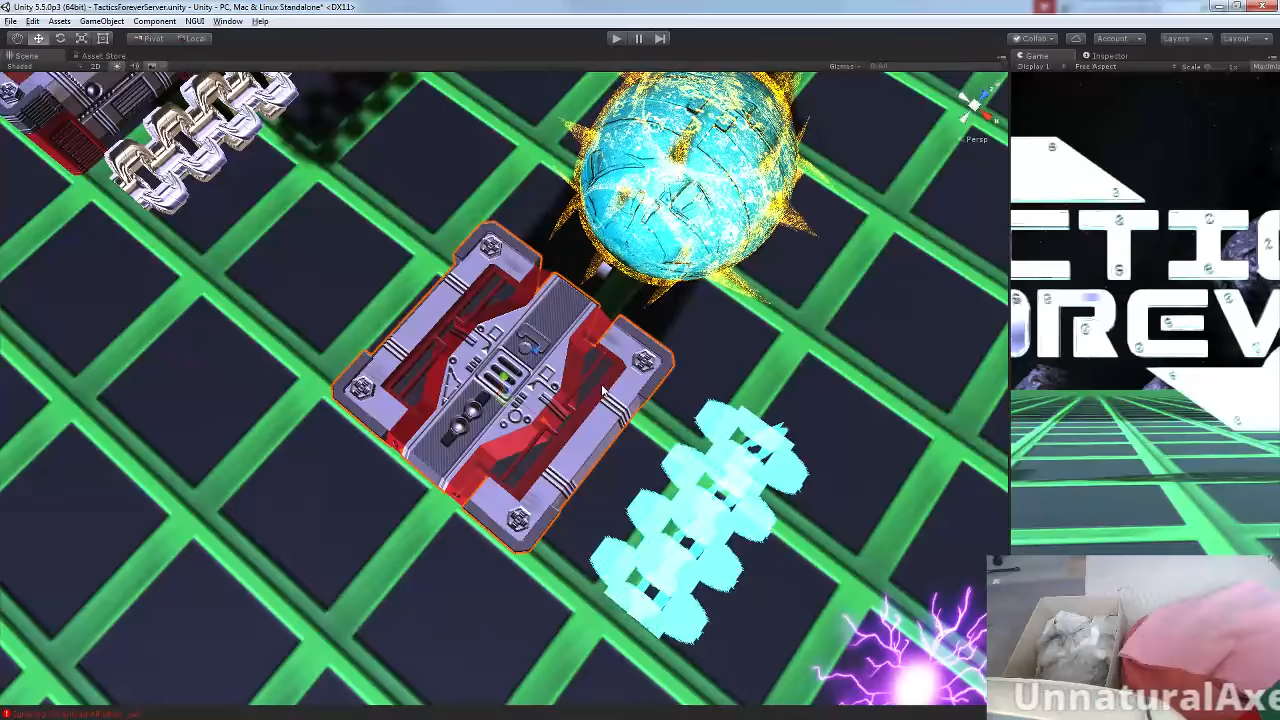 Unity 5.5.0p3 (64bit) - TacticsForeverServer.unity - Unity - PC, Mac & Linux Standalone* <DX11>
File Edit Assets GameObject Component NGUI Window Help
Pivot Local Collab Account Layers Layout
Scene Asset Store Game Inspector
Shaded 2D Gizmos All Display 1 Free Aspect Scale 1x Maximi
Persp
CTIC
OREV
UnnaturalAxe